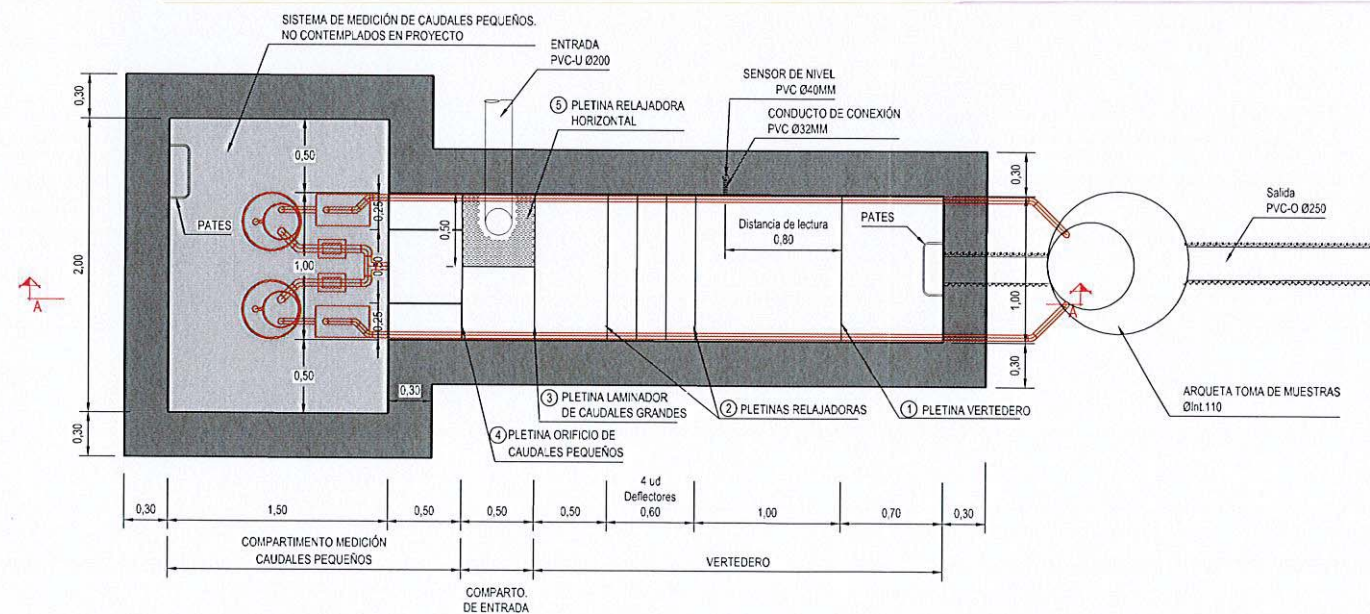 SISTEMA DE MEDICIÓN DE CAUDALES PEQUEÑOS.
NO CONTEMPLADOS EN PROYECTO
ENTRADA
PVC-U Ø200
SENSOR DE NIVEL
PVC Ø40MM
CONDUCTO DE CONEXIÓN
PVC Ø32MM
⑤ PLETINA RELAJADORA
HORIZONTAL
0,30
0,50
0,30
0,25
0,50
PATES
Distancia de lectura
0,80
PATES
Salida
PVC-O Ø250
2,00
1,00
0,50
1,00
A
A
0,25
0,50
0,30
0,30
0,30
③ PLETINA LAMINADOR
DE CAUDALES GRANDES
② PLETINAS RELAJADORAS
① PLETINA VERTEDERO
ARQUETA TOMA DE MUESTRAS
ØInt.110
④ PLETINA ORIFICIO DE
CAUDALES PEQUEÑOS
4 ud
Deflectores
0,30
1,50
0,50
0,50
0,50
0,60
1,00
0,70
0,30
COMPARTIMENTO MEDICIÓN
CAUDALES PEQUEÑOS
VERTEDERO
COMPARTO.
DE ENTRADA